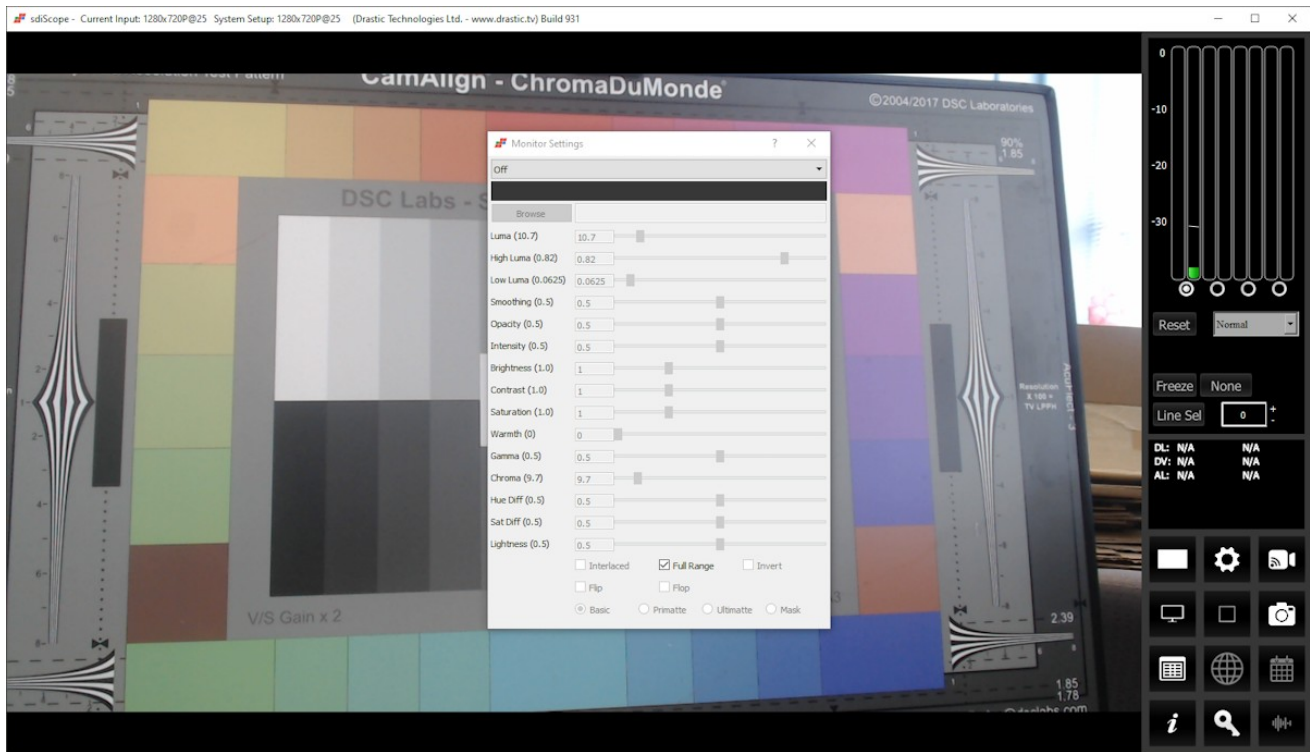 sdiScope - Current Input: 1280x720P@25 System Setup: 1280x720P@25 (Drastic Technologies Ltd. - www.drastic.tv) Build 931
CamAlign - ChromaDuMonde
©2004/2017 DSC Laboratories
90%
1.85
DSC Labs - S
V/S Gain x 2
Resolution
X 100 =
TV LPPH
2.39
1.85
1.78
Monitor Settings
Off
Browse
Luma (10.7) 10.7
High Luma (0.82) 0.82
Low Luma (0.0625) 0.0625
Smoothing (0.5) 0.5
Opacity (0.5) 0.5
Intensity (0.5) 0.5
Brightness (1.0) 1
Contrast (1.0) 1
Saturation (1.0) 1
Warmth (0) 0
Gamma (0.5) 0.5
Chroma (9.7) 9.7
Hue Diff (0.5) 0.5
Sat Diff (0.5) 0.5
Lightness (0.5) 0.5
Interlaced Full Range Invert
Flip Flop
Basic Primatte Ultimatte Mask
0
-10
-20
-30
Reset Normal
Freeze None
Line Sel 0 + -
DL: N/A N/A
DV: N/A N/A
AL: N/A N/A